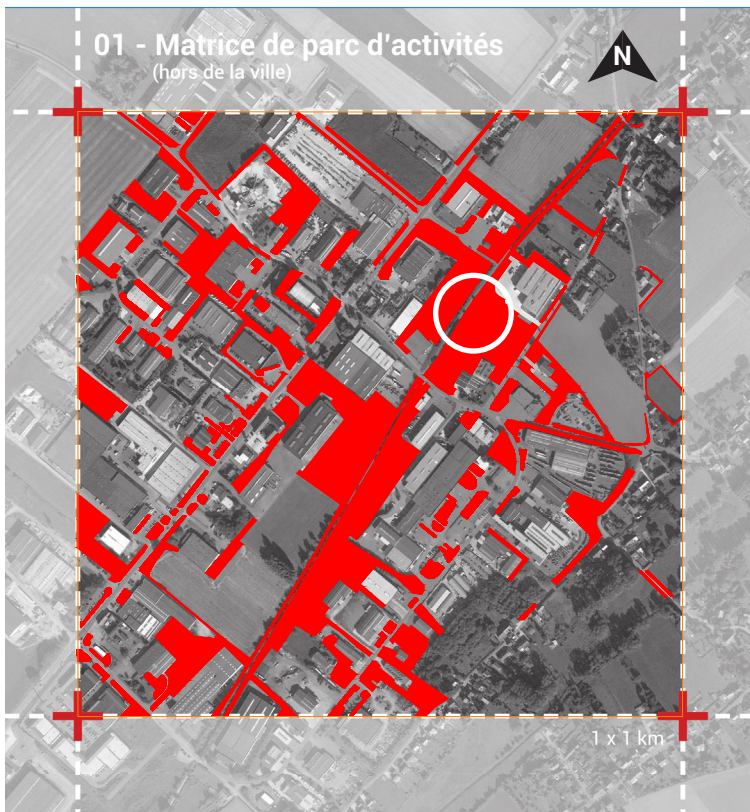 01 - Matrice de parc d'activités
(hors de la ville)
N
1 x 1 km